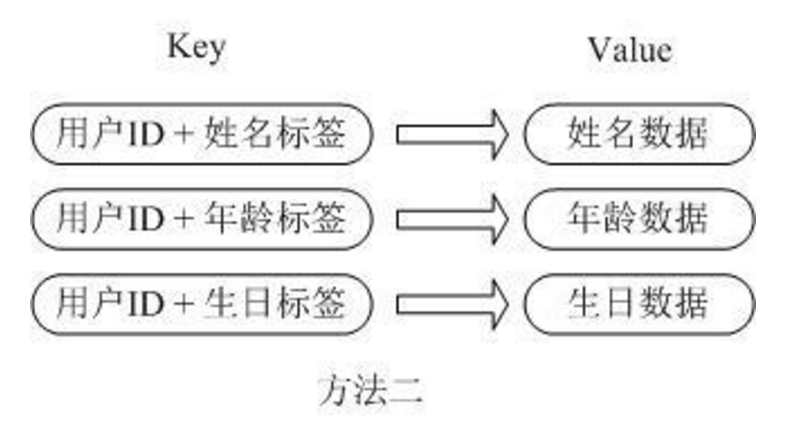 Key Value
用户ID + 姓名标签 姓名数据
用户ID + 年龄标签 年龄数据
用户ID + 生日标签 生日数据
方法二